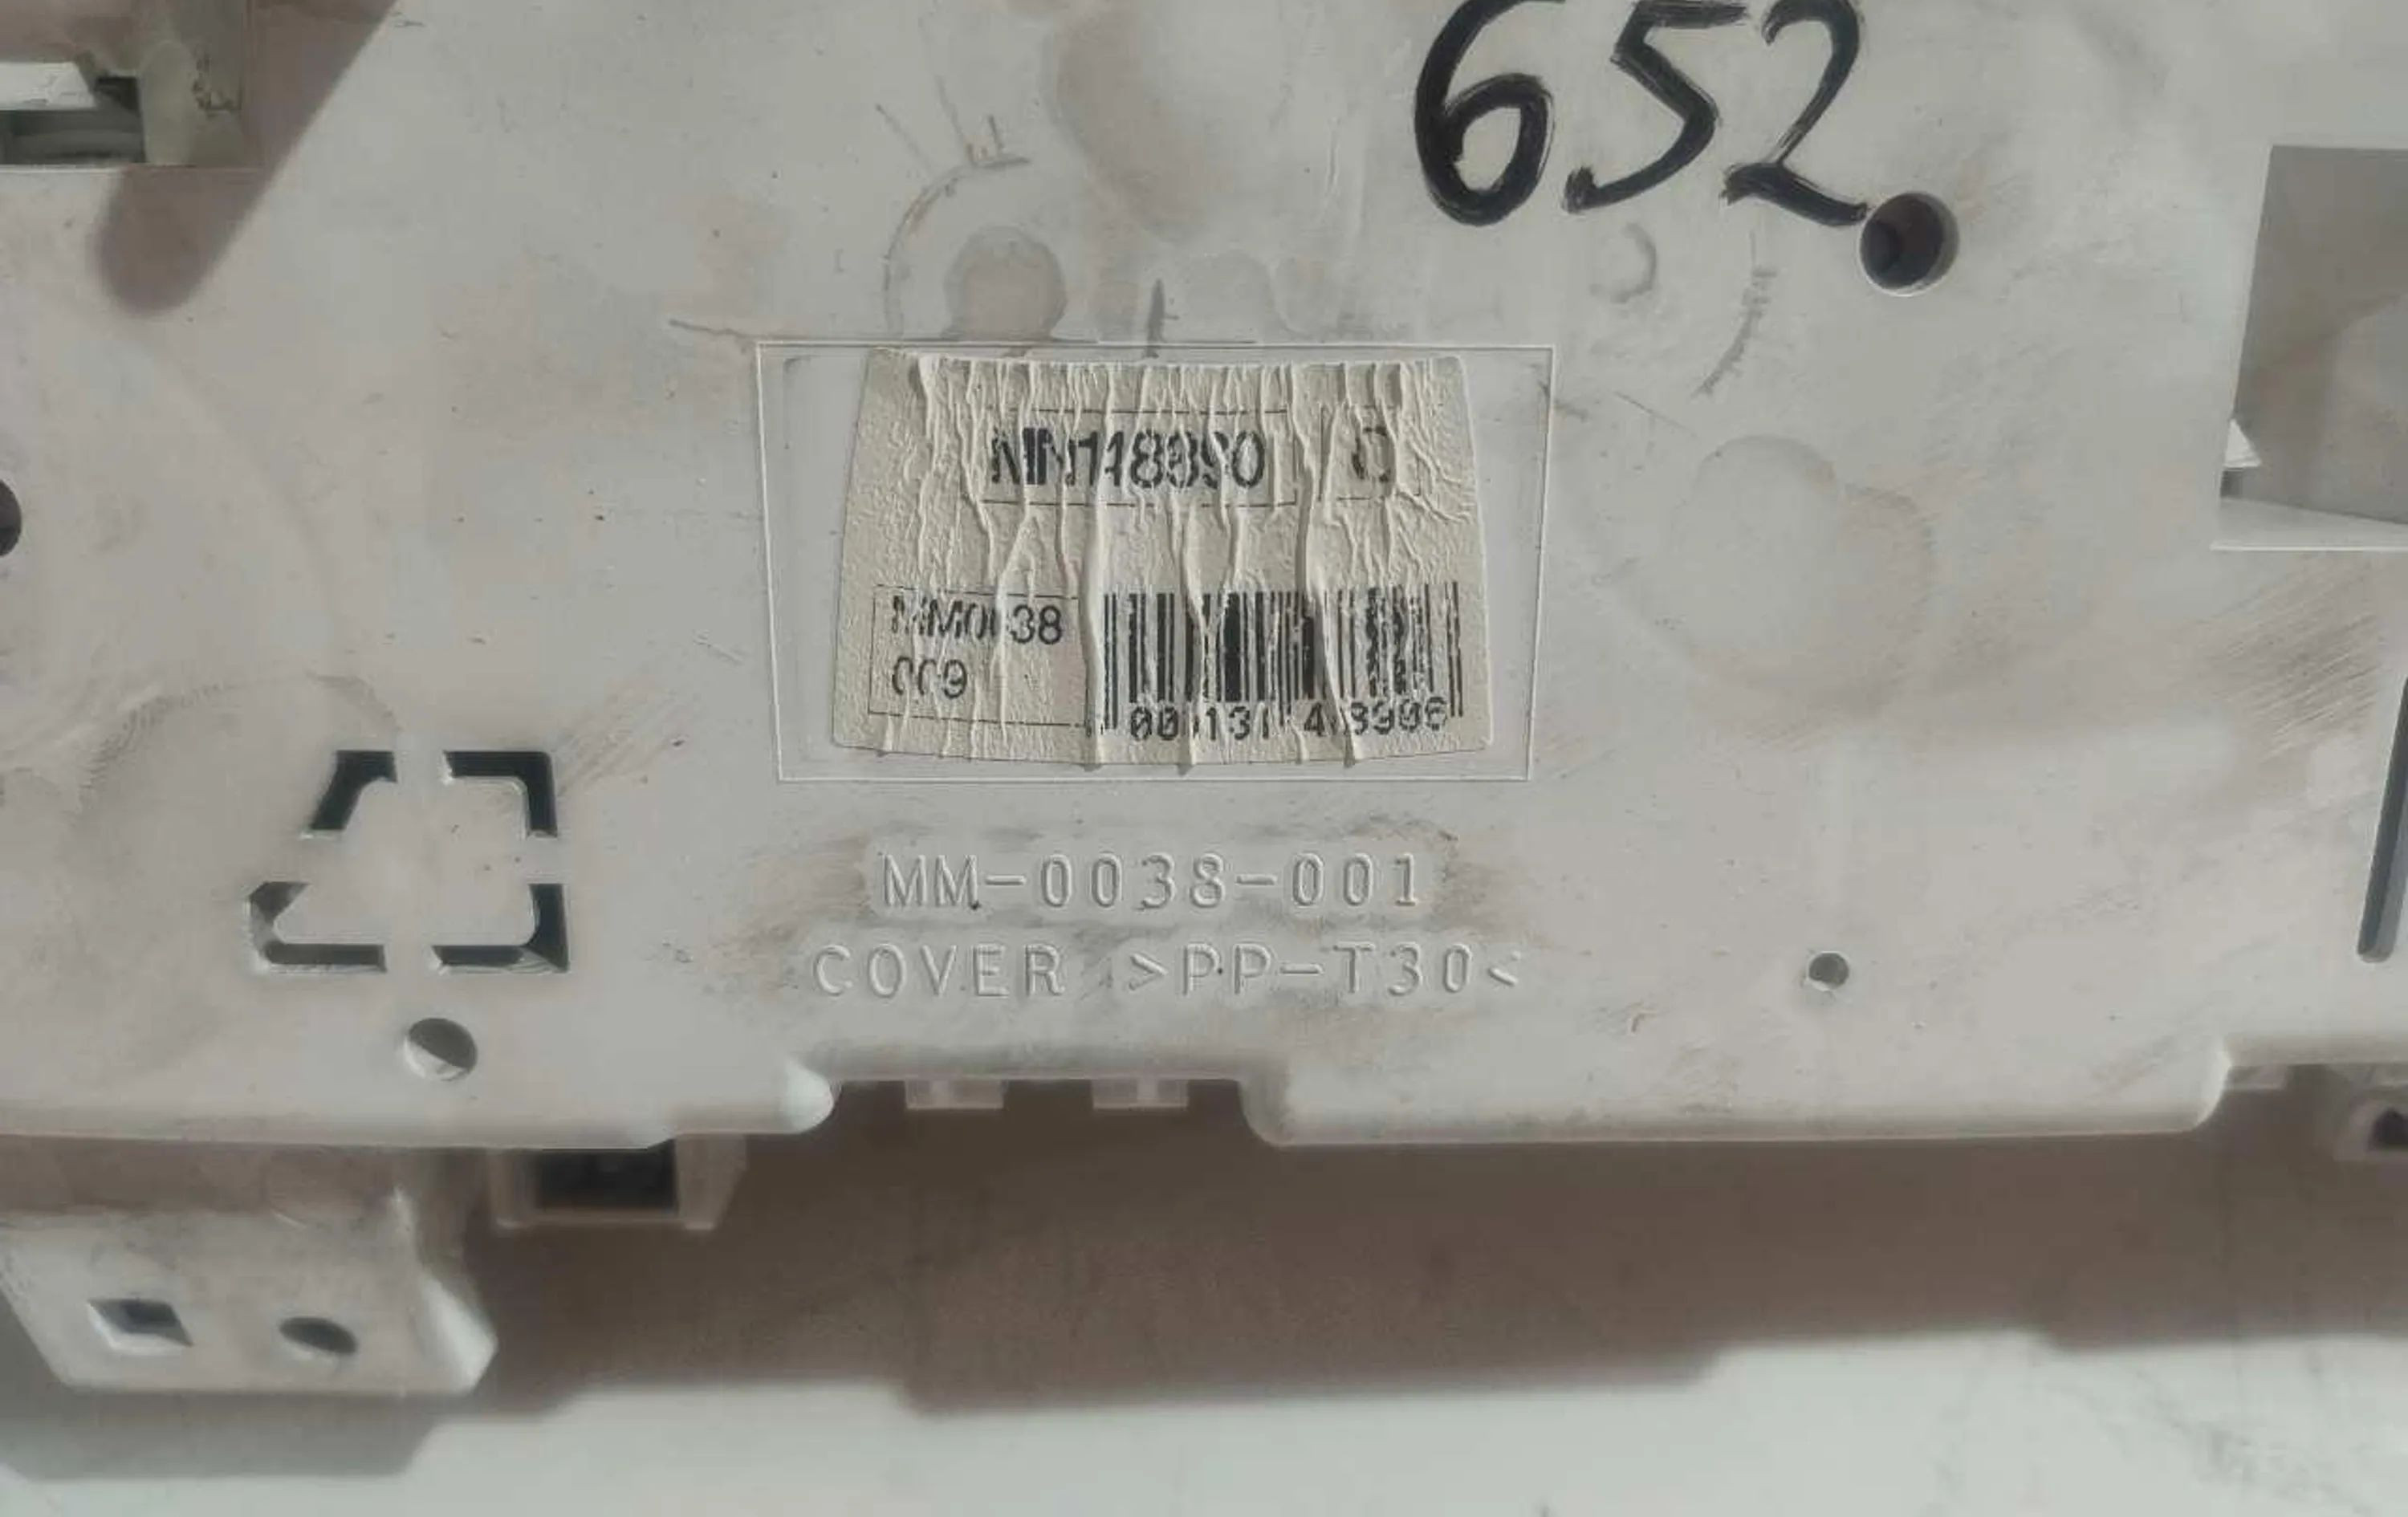 652
C
MM0038
009
MM-0038-001
COVER >PP-T30<